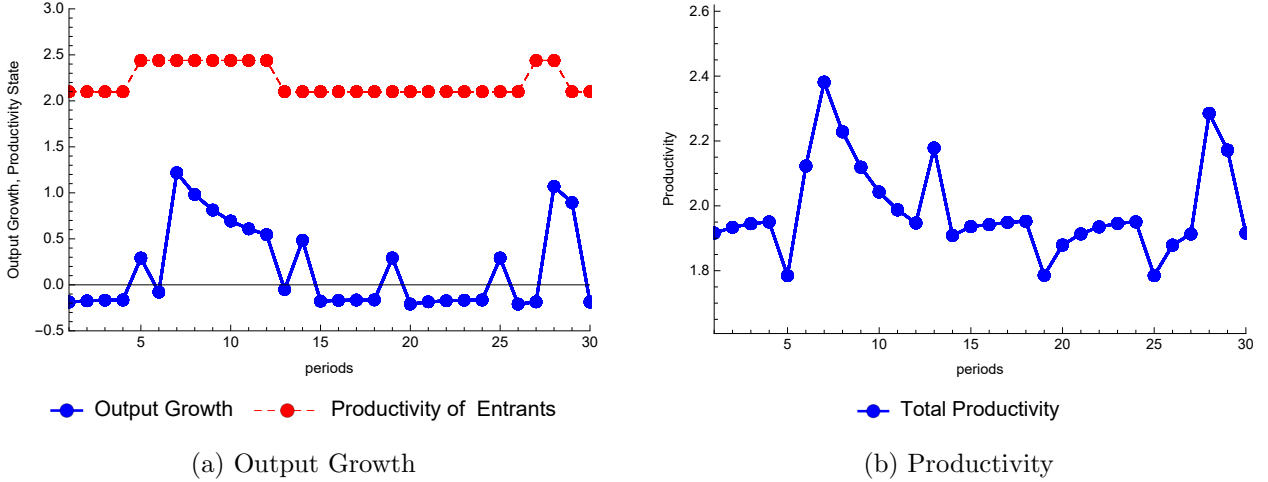 Output Growth, Productivity State
3.0
2.5
2.0
1.5
1.0
0.5
0.0
−0.5
5
10
15
20
25
30
periods
Output Growth
Productivity of Entrants
(a) Output Growth
Productivity
2.6
2.4
2.2
2.0
1.8
5
10
15
20
25
30
periods
Total Productivity
(b) Productivity